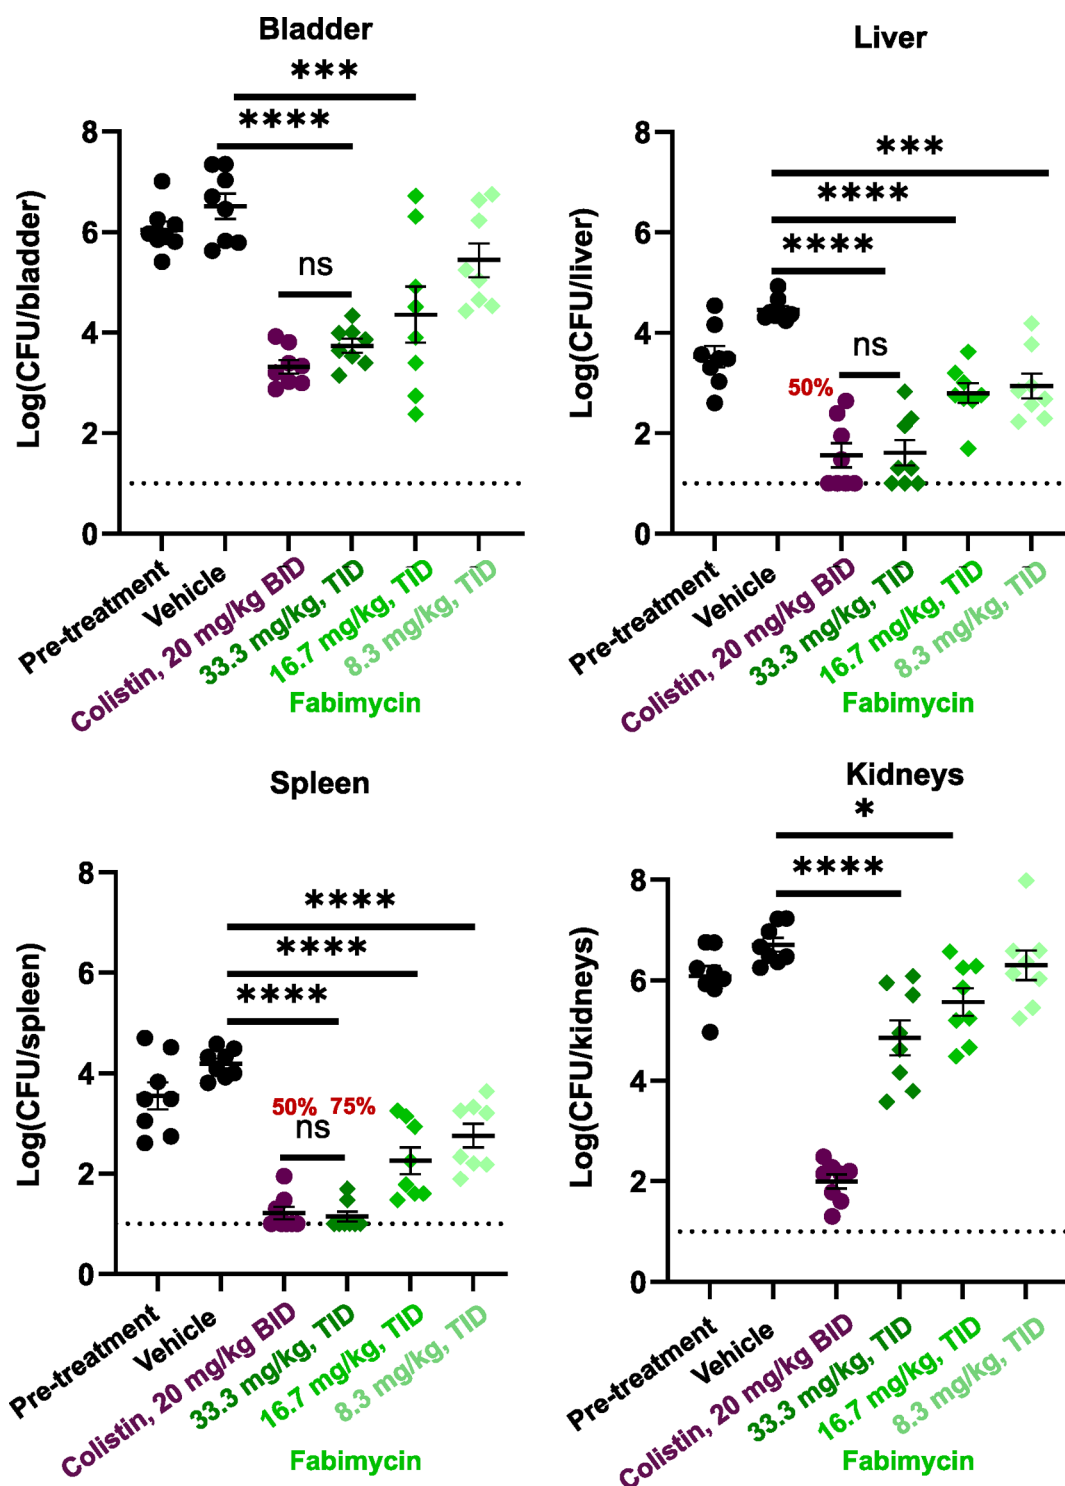 Bladder
***
****
ns
Log(CFU/bladder)
8
6
4
2
0
Pre-treatment
Vehicle
Colistin, 20 mg/kg BID
33.3 mg/kg, TID
16.7 mg/kg, TID
8.3 mg/kg, TID
Fabimycin
Liver
***
****
****
ns
50%
Log(CFU/liver)
8
6
4
2
0
Pre-treatment
Vehicle
Colistin, 20 mg/kg BID
33.3 mg/kg, TID
16.7 mg/kg, TID
8.3 mg/kg, TID
Fabimycin
Spleen
****
****
****
50% 75%
ns
Log(CFU/spleen)
8
6
4
2
0
Pre-treatment
Vehicle
Colistin, 20 mg/kg BID
33.3 mg/kg, TID
16.7 mg/kg, TID
8.3 mg/kg, TID
Fabimycin
Kidneys
*
****
Log(CFU/kidneys)
8
6
4
2
0
Pre-treatment
Vehicle
Colistin, 20 mg/kg BID
33.3 mg/kg, TID
16.7 mg/kg, TID
8.3 mg/kg, TID
Fabimycin